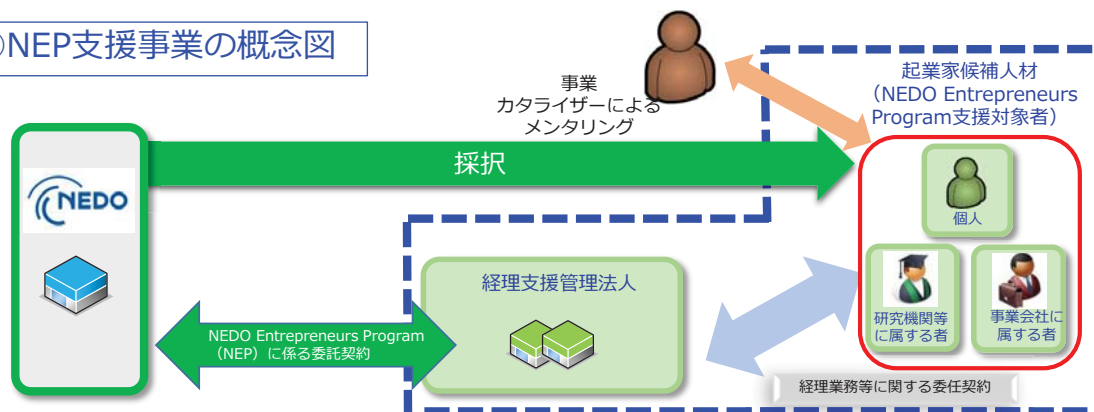 NEP支援事業の概念図
事業
カタライザーによる
メンタリング
起業家候補人材
（NEDO Entrepreneurs
Program支援対象者）
採択
NEDO
個人
経理支援管理法人
研究機関等
に属する者
事業会社に
属する者
NEDO Entrepreneurs Program
（NEP）に係る委託契約
経理業務等に関する委任契約